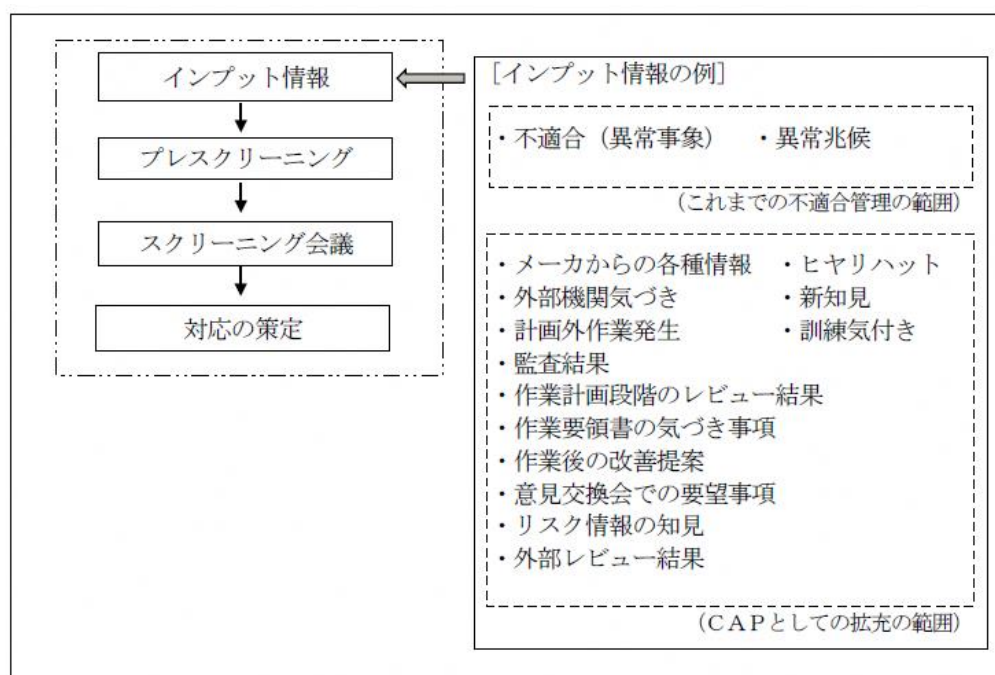 インプット情報
プレスクリーニング
スクリーニング会議
対応の策定
［インプット情報の例］
・不適合（異常事象）　・異常兆候
（これまでの不適合管理の範囲）
・メーカからの各種情報　・ヒヤリハット
・外部機関気づき　・新知見
・計画外作業発生　・訓練気付き
・監査結果
・作業計画段階のレビュー結果
・作業要領書の気づき事項
・作業後の改善提案
・意見交換会での要望事項
・リスク情報の知見
・外部レビュー結果
（ＣＡＰとしての拡充の範囲）